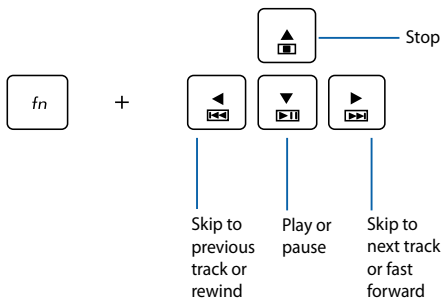 Stop
fn
+
Skip to
previous
track or
rewind
Play or
pause
Skip to
next track
or fast
forward